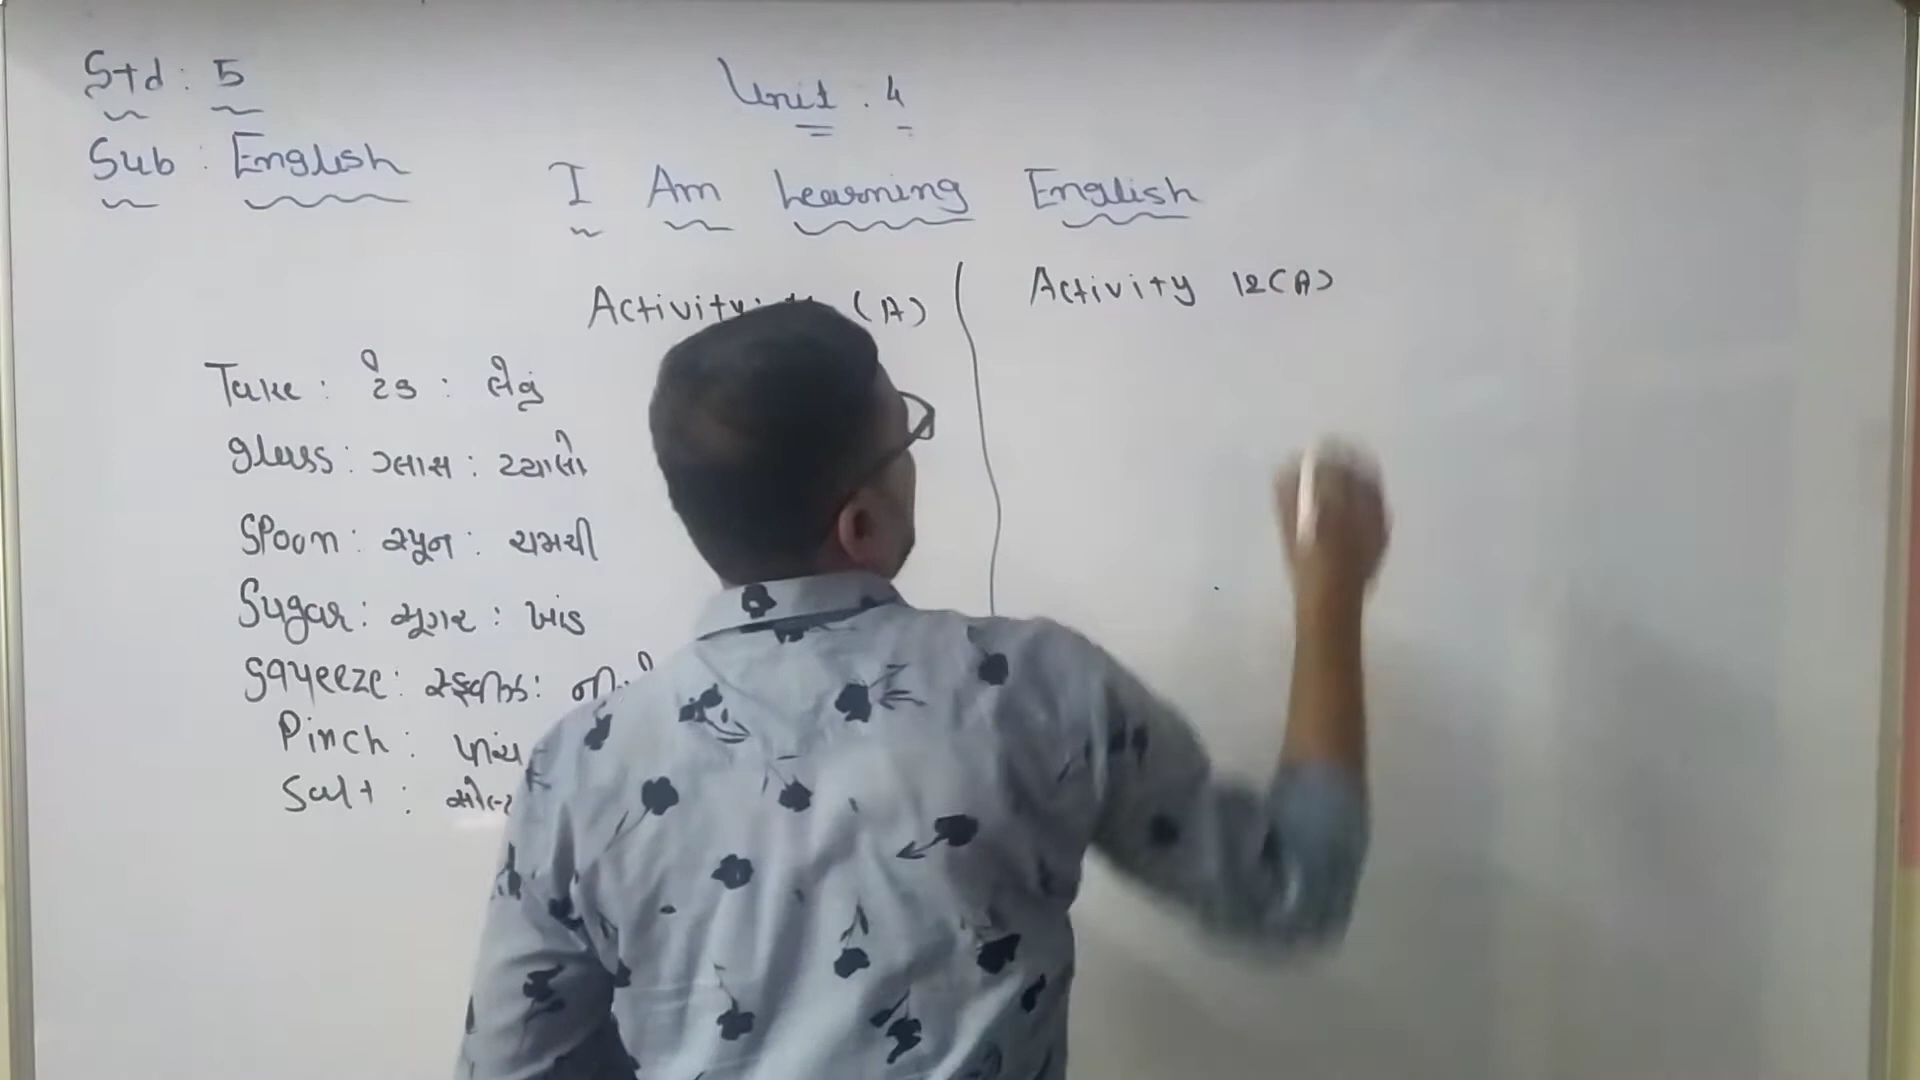 Std : 5
Unit . 4
Sub : English
I Am Learning English
Activity (A)
Take : ટેક : લેવું
glass : ગ્લાસ : પ્યાલો
Spoon : સ્પૂન : ચમચી
Sugar : સુગર : ખાંડ
Squeeze : સ્ક્વીઝ :
Pinch : પીંચ
Salt : સોલ્ટ
Activity 12(A)